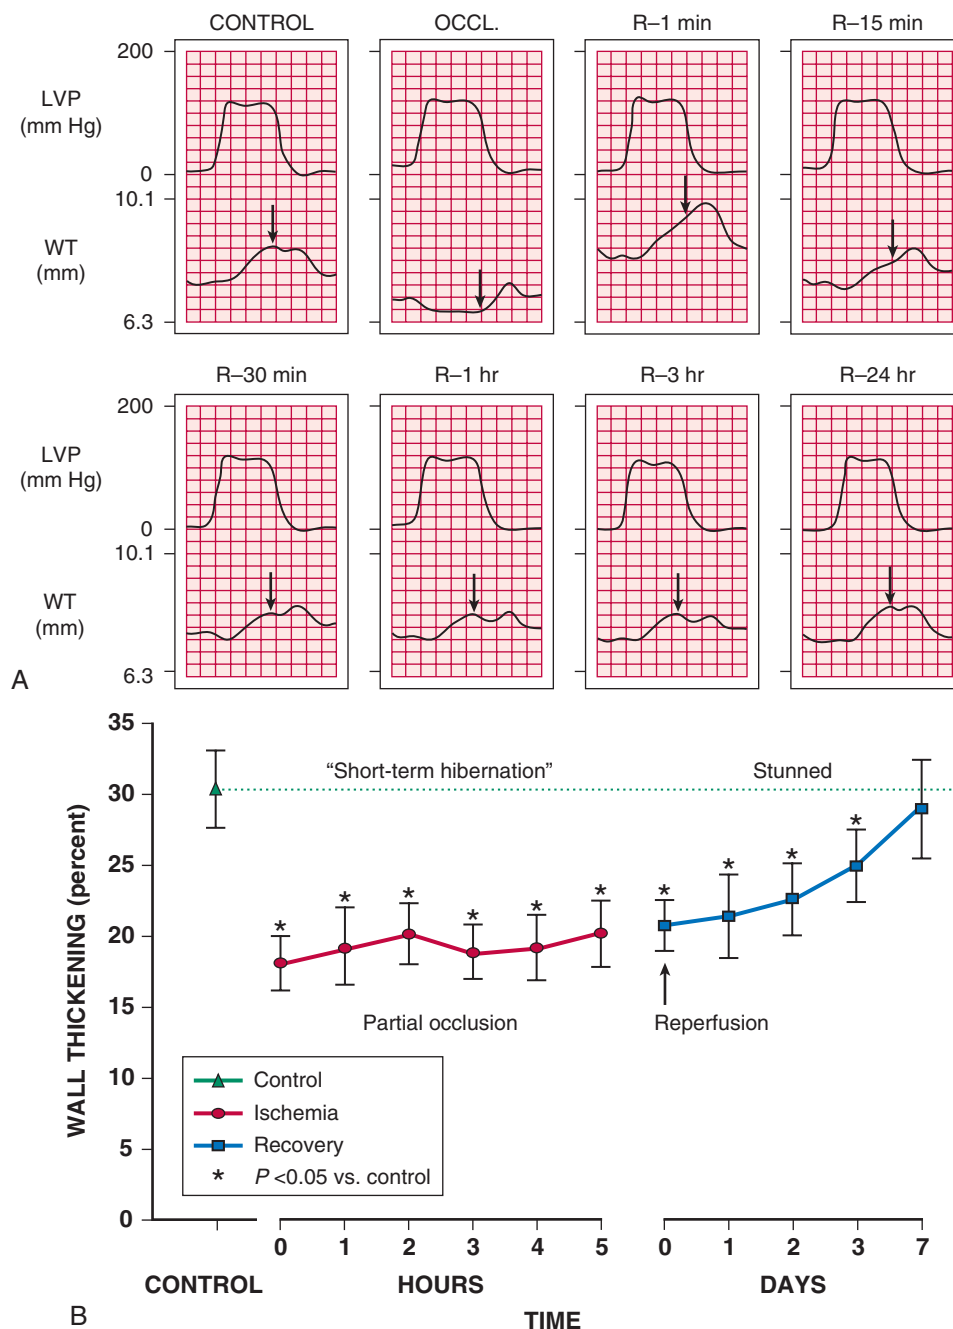 CONTROL OCCL. R–1 min R–15 min
200
LVP
(mm Hg)
0
10.1
WT
(mm)
6.3
R–30 min R–1 hr R–3 hr R–24 hr
200
LVP
(mm Hg)
0
10.1
WT
(mm)
6.3
A
35
30
25
20
15
10
5
0
WALL THICKENING (percent)
“Short-term hibernation” Stunned
* * * * * * * * * *
Partial occlusion Reperfusion
Control
Ischemia
Recovery
* P <0.05 vs. control
0 1 2 3 4 5 0 1 2 3 7
CONTROL HOURS DAYS
B TIME